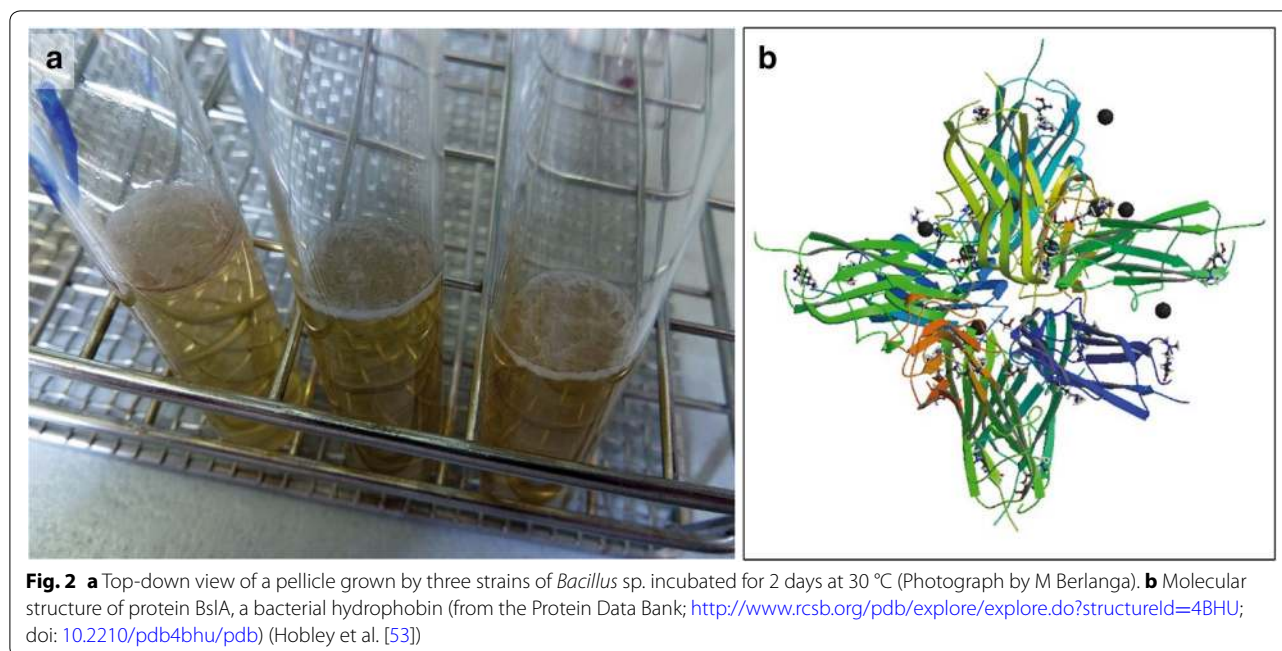 a
b
Fig. 2 a Top-down view of a pellicle grown by three strains of Bacillus sp. incubated for 2 days at 30 °C (Photograph by M Berlanga). b Molecular
structure of protein BslA, a bacterial hydrophobin (from the Protein Data Bank; http://www.rcsb.org/pdb/explore/explore.do?structureId=4BHU;
doi: 10.2210/pdb4bhu/pdb) (Hobley et al. [53])